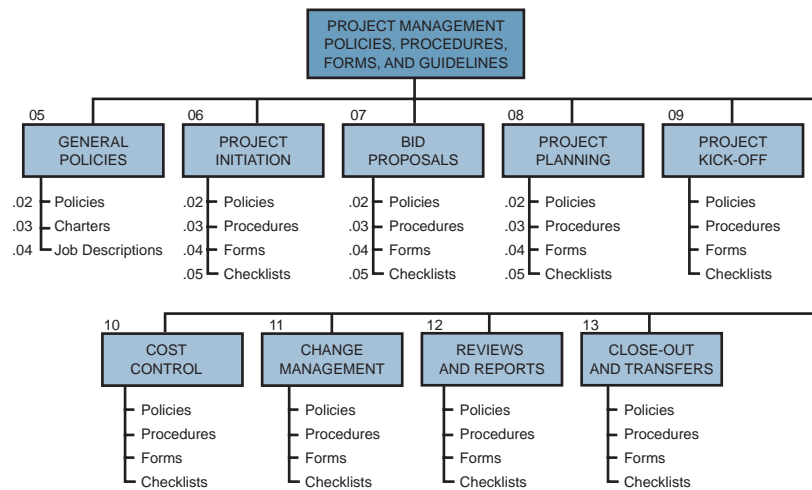 PROJECT MANAGEMENT
POLICIES, PROCEDURES,
FORMS, AND GUIDELINES
05
GENERAL
POLICIES
.02 Policies
.03 Charters
.04 Job Descriptions
06
PROJECT
INITIATION
.02 Policies
.03 Procedures
.04 Forms
.05 Checklists
07
BID
PROPOSALS
.02 Policies
.03 Procedures
.04 Forms
.05 Checklists
08
PROJECT
PLANNING
.02 Policies
.03 Procedures
.04 Forms
.05 Checklists
09
PROJECT
KICK-OFF
Policies
Procedures
Forms
Checklists
10
COST
CONTROL
Policies
Procedures
Forms
Checklists
11
CHANGE
MANAGEMENT
Policies
Procedures
Forms
Checklists
12
REVIEWS
AND REPORTS
Policies
Procedures
Forms
Checklists
13
CLOSE-OUT
AND TRANSFERS
Policies
Procedures
Forms
Checklists